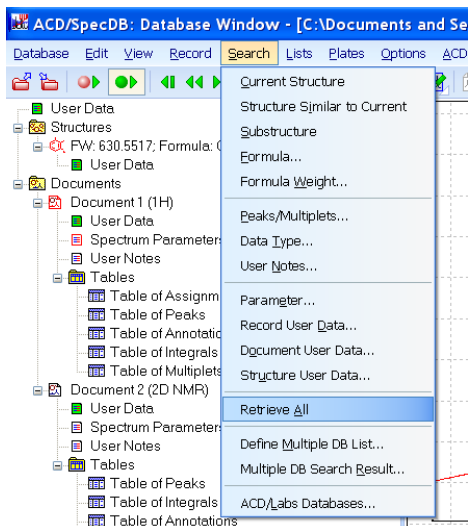 ACD/SpecDB: Database Window - [C:\Documents and Se
Database Edit View Record Search Lists Plates Options ACD
User Data
Structures
FW: 630.5517; Formula:
User Data
Documents
Document 1 (1H)
User Data
Spectrum Parameters
User Notes
Tables
Table of Assignm
Table of Peaks
Table of Annotatio
Table of Integrals
Table of Multiplets
Document 2 (2D NMR)
User Data
Spectrum Parameters
User Notes
Tables
Table of Peaks
Table of Integrals
Table of Annotations
Current Structure
Structure Similar to Current
Substructure
Formula...
Formula Weight...
Peaks/Multiplets...
Data Type...
User Notes...
Parameter...
Record User Data...
Document User Data...
Structure User Data...
Retrieve All
Define Multiple DB List...
Multiple DB Search Result...
ACD/Labs Databases...